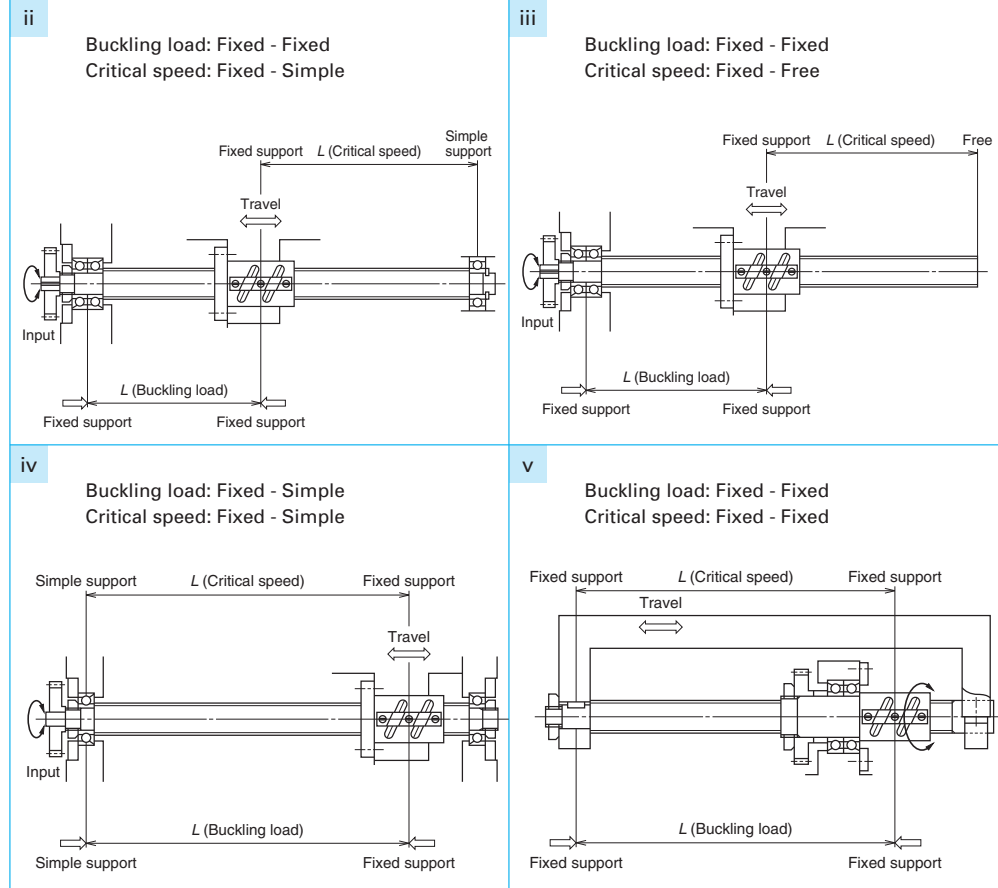 ii
Buckling load: Fixed - Fixed
Critical speed: Fixed - Simple
Simple
Fixed support L (Critical speed) support
Travel
Input
L (Buckling load)
Fixed support Fixed support
iii
Buckling load: Fixed - Fixed
Critical speed: Fixed - Free
Fixed support L (Critical speed) Free
Travel
Input
L (Buckling load)
Fixed support Fixed support
iv
Buckling load: Fixed - Simple
Critical speed: Fixed - Simple
Simple support L (Critical speed) Fixed support
Travel
Input
L (Buckling load)
Simple support Fixed support
v
Buckling load: Fixed - Fixed
Critical speed: Fixed - Fixed
Fixed support L (Critical speed) Fixed support
Travel
L (Buckling load)
Fixed support Fixed support